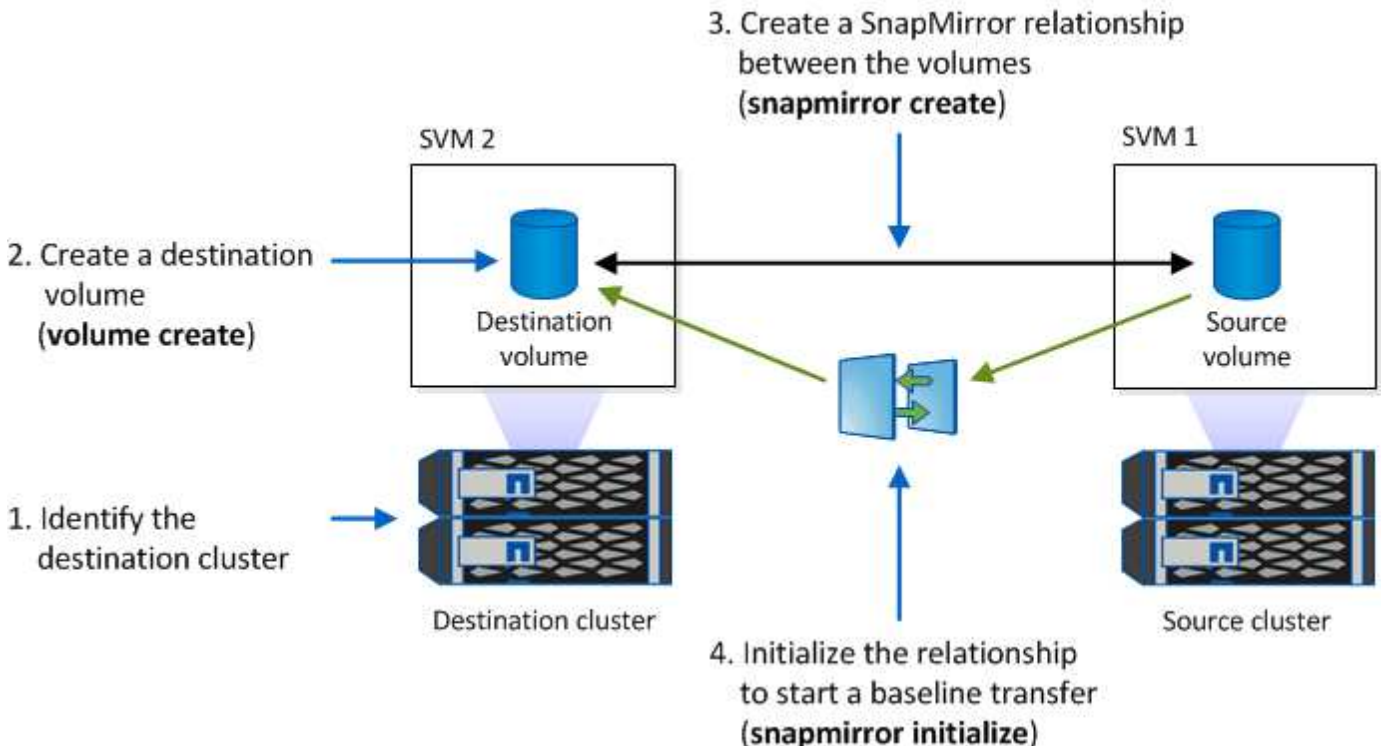 3. Create a SnapMirror relationship
between the volumes
(snapmirror create)
SVM 2
SVM 1
2. Create a destination
volume
(volume create)
Destination
volume
Source
volume
1. Identify the
destination cluster
Destination cluster
Source cluster
4. Initialize the relationship
to start a baseline transfer
(snapmirror initialize)